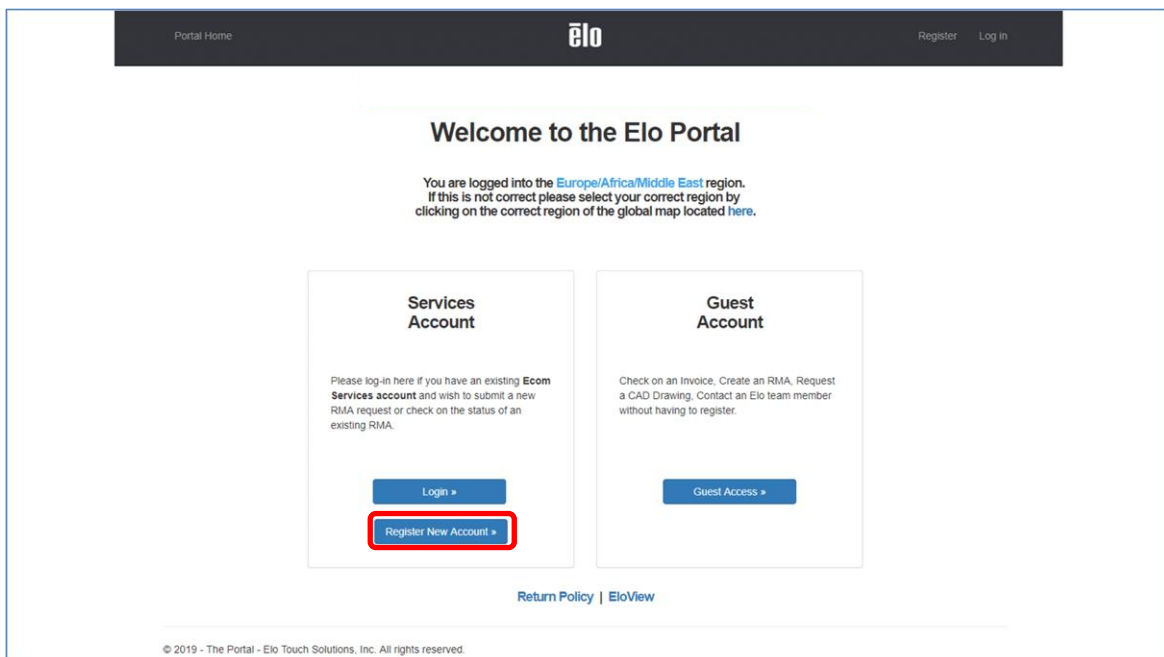 Portal Home
ēlo
Register Log in
Welcome to the Elo Portal
You are logged into the Europe/Africa/Middle East region.
If this is not correct please select your correct region by
clicking on the correct region of the global map located here.
Services
Account
Please log-in here if you have an existing Ecom
Services account and wish to submit a new
RMA request or check on the status of an
existing RMA.
Login »
Register New Account »
Guest
Account
Check on an Invoice, Create an RMA, Request
a CAD Drawing, Contact an Elo team member
without having to register.
Guest Access »
Return Policy | EloView
© 2019 - The Portal - Elo Touch Solutions, Inc. All rights reserved.